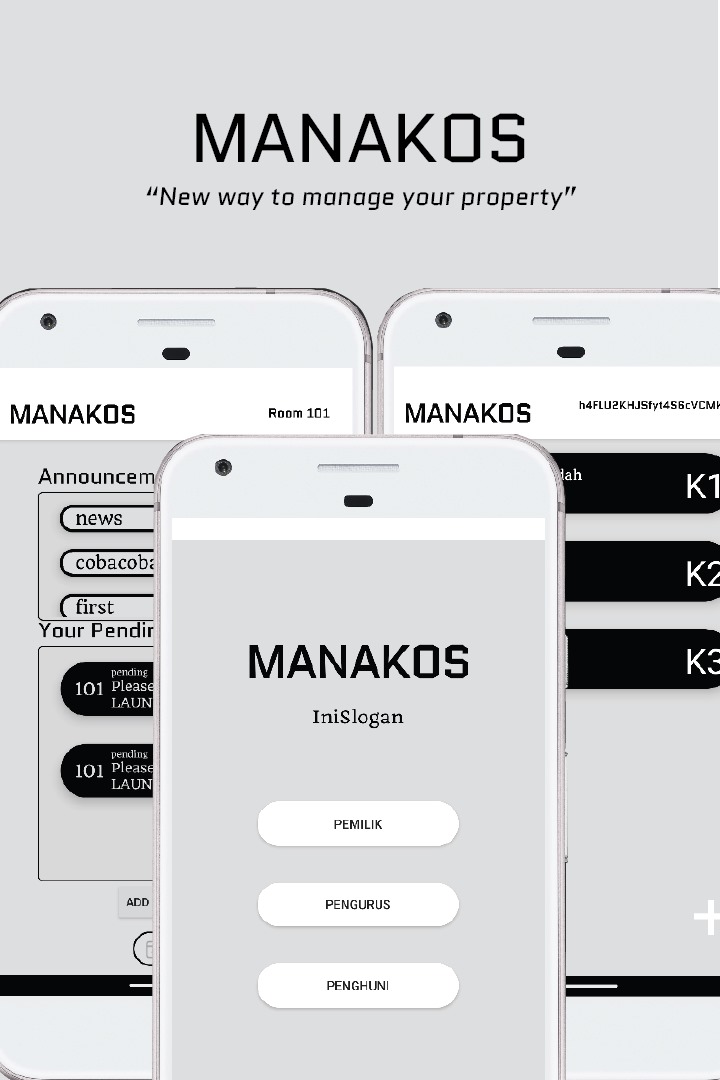 MANAKOS
“New way to manage your property”
MANAKOS
Room 101
Announcem
news
cobacoba
first
Your Pendin
pending
101
Please
LAUN
pending
101
Please
LAUN
ADD
MANAKOS
h4FLU2KHJSfyt4S6cVCMK
dah
K1
K2
K3
+
MANAKOS
IniSlogan
PEMILIK
PENGURUS
PENGHUNI